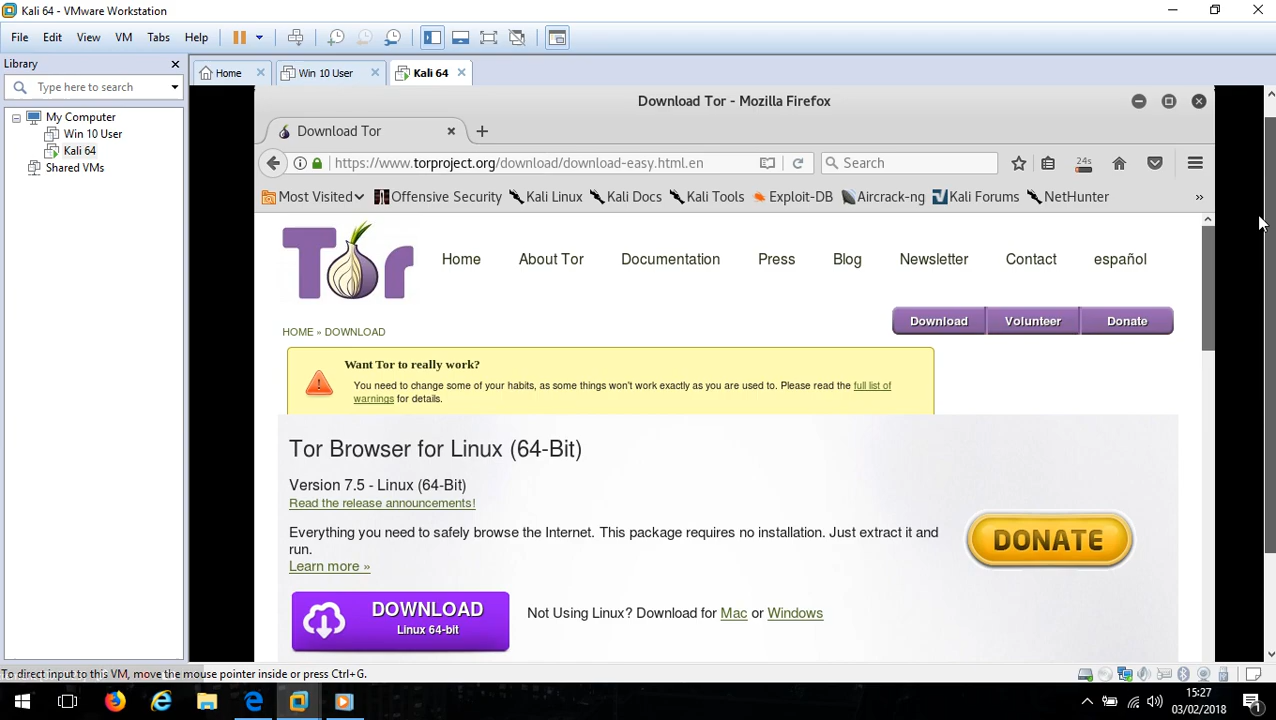 Kali 64 - VMware Workstation
File Edit View VM Tabs Help
Library
Type here to search
My Computer
Win 10 User
Kali 64
Shared VMs
Home Win 10 User Kali 64
Download Tor - Mozilla Firefox
Download Tor
https://www.torproject.org/download/download-easy.html.en
Search
24s
Most Visited Offensive Security Kali Linux Kali Docs Kali Tools Exploit-DB Aircrack-ng Kali Forums NetHunter »
Tor
Home About Tor Documentation Press Blog Newsletter Contact español
Download Volunteer Donate
HOME » DOWNLOAD
Want Tor to really work?
You need to change some of your habits, as some things won't work exactly as you are used to. Please read the full list of
warnings for details.
Tor Browser for Linux (64-Bit)
Version 7.5 - Linux (64-Bit)
Read the release announcements!
Everything you need to safely browse the Internet. This package requires no installation. Just extract it and
run.
Learn more »
DONATE
DOWNLOAD
Linux 64-bit
Not Using Linux? Download for Mac or Windows
To direct input to this VM, move the mouse pointer inside or press Ctrl+G.
15:27
03/02/2018
1